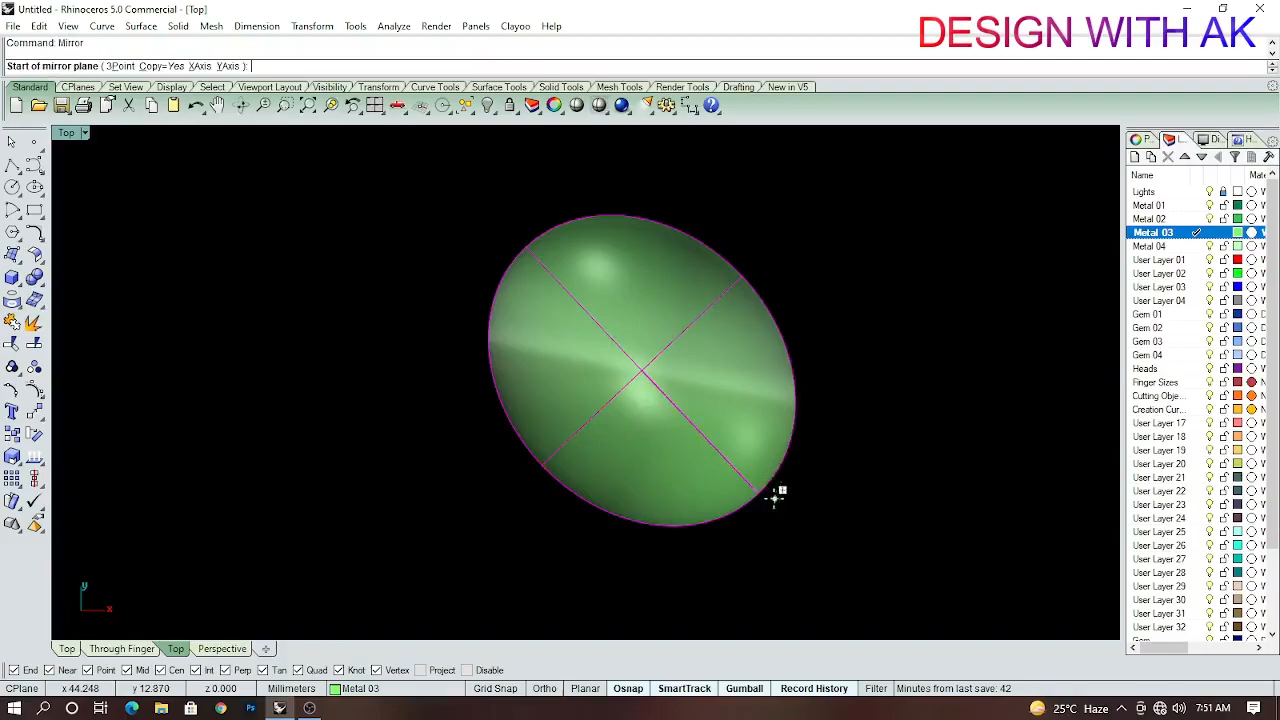 Untitled - Rhinoceros 5.0 Commercial - [Top]
File Edit View Curve Surface Solid Mesh Dimension Transform Tools Analyze Render Panels Clayoo Help
DESIGN WITH AK
Command: Mirror
Start of mirror plane ( 3Point Copy=Yes XAxis YAxis ):
Standard CPlanes Set View Display Select Viewport Layout Visibility Transform Curve Tools Surface Tools Solid Tools Mesh Tools Render Tools Drafting New in V5
Top
P... L... Di... H...
Name Mate
Lights
Metal 01
Metal 02
Metal 03
Metal 04
User Layer 01
User Layer 02
User Layer 03
User Layer 04
Gem 01
Gem 02
Gem 03
Gem 04
Heads
Finger Sizes
Cutting Obje...
Creation Cur...
User Layer 17
User Layer 18
User Layer 19
User Layer 20
User Layer 21
User Layer 22
User Layer 23
User Layer 24
User Layer 25
User Layer 26
User Layer 27
User Layer 28
User Layer 29
User Layer 30
User Layer 31
User Layer 32
y
x
Top Through Finger Top Perspective
End Near Point Mid Cen Int Perp Tan Quad Knot Vertex Project Disable
CPlane x 44.248 y 12.870 z 0.000 Millimeters Metal 03 Grid Snap Ortho Planar Osnap SmartTrack Gumball Record History Filter Minutes from last save: 42
Ps 25°C Haze 7:51 AM